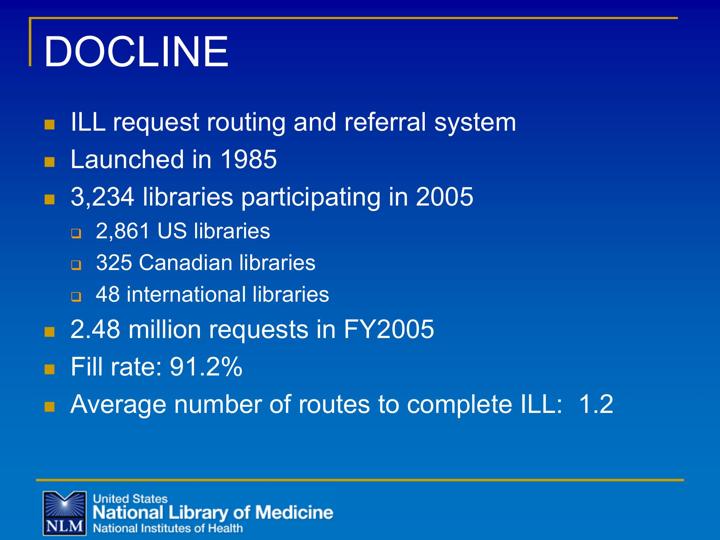 DOCLINE
ILL request routing and referral system
Launched in 1985
3,234 libraries participating in 2005
2,861 US libraries
325 Canadian libraries
48 international libraries
2.48 million requests in FY2005
Fill rate: 91.2%
Average number of routes to complete ILL:  1.2
United States
National Library of Medicine
National Institutes of Health
NLM